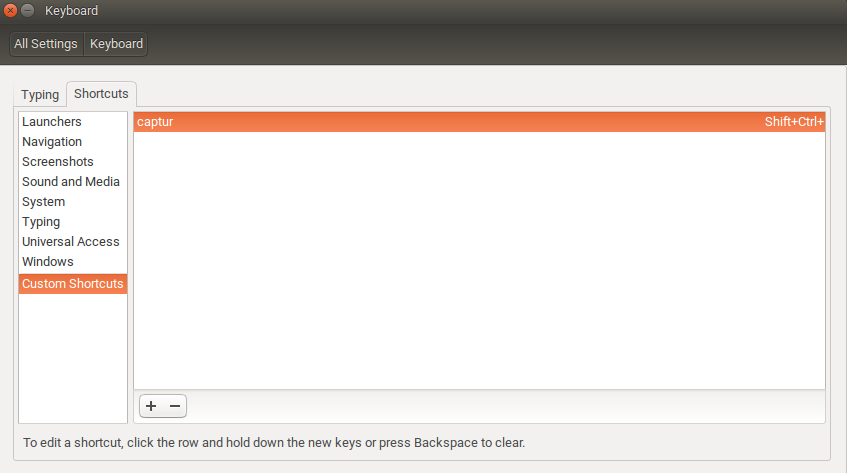 Keyboard
All Settings Keyboard
Typing Shortcuts
Launchers
Navigation
Screenshots
Sound and Media
System
Typing
Universal Access
Windows
Custom Shortcuts
captur Shift+Ctrl+
+ −
To edit a shortcut, click the row and hold down the new keys or press Backspace to clear.